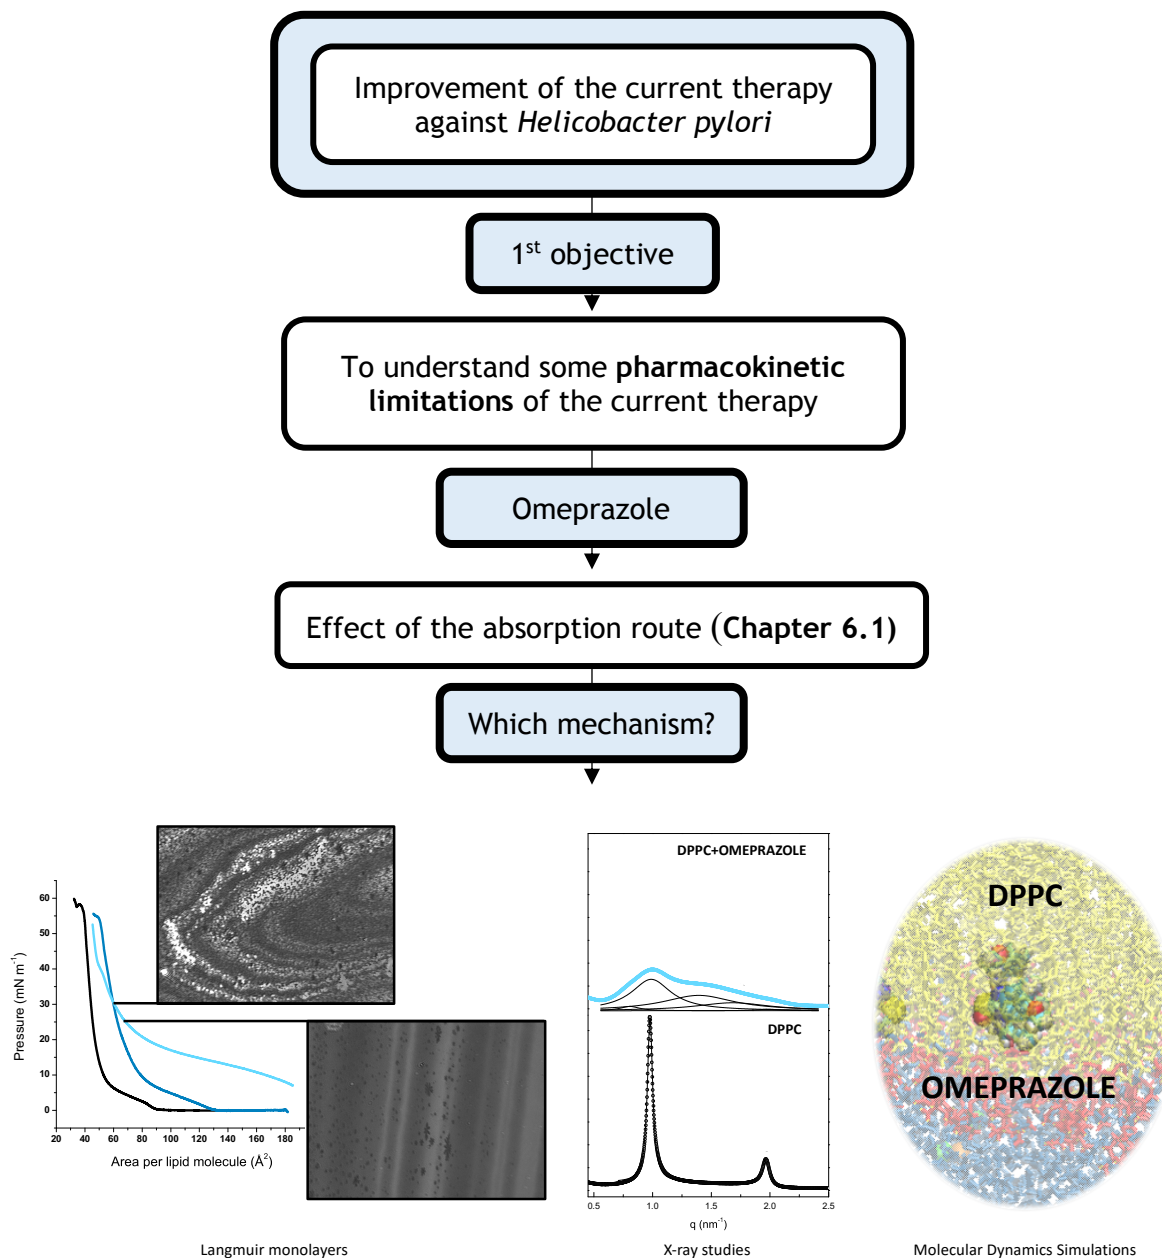 Improvement of the current therapy
against Helicobacter pylori
1st objective
To understand some pharmacokinetic
limitations of the current therapy
Omeprazole
Effect of the absorption route (Chapter 6.1)
Which mechanism?
60
50
40
30
20
10
0
Pressure (mN m-1)
20 40 60 80 100 120 140 160 180
Area per lipid molecule (Å2)
Langmuir monolayers
DPPC+OMEPRAZOLE
DPPC
0.5 1.0 1.5 2.0 2.5
q (nm-1)
X-ray studies
DPPC
OMEPRAZOLE
Molecular Dynamics Simulations